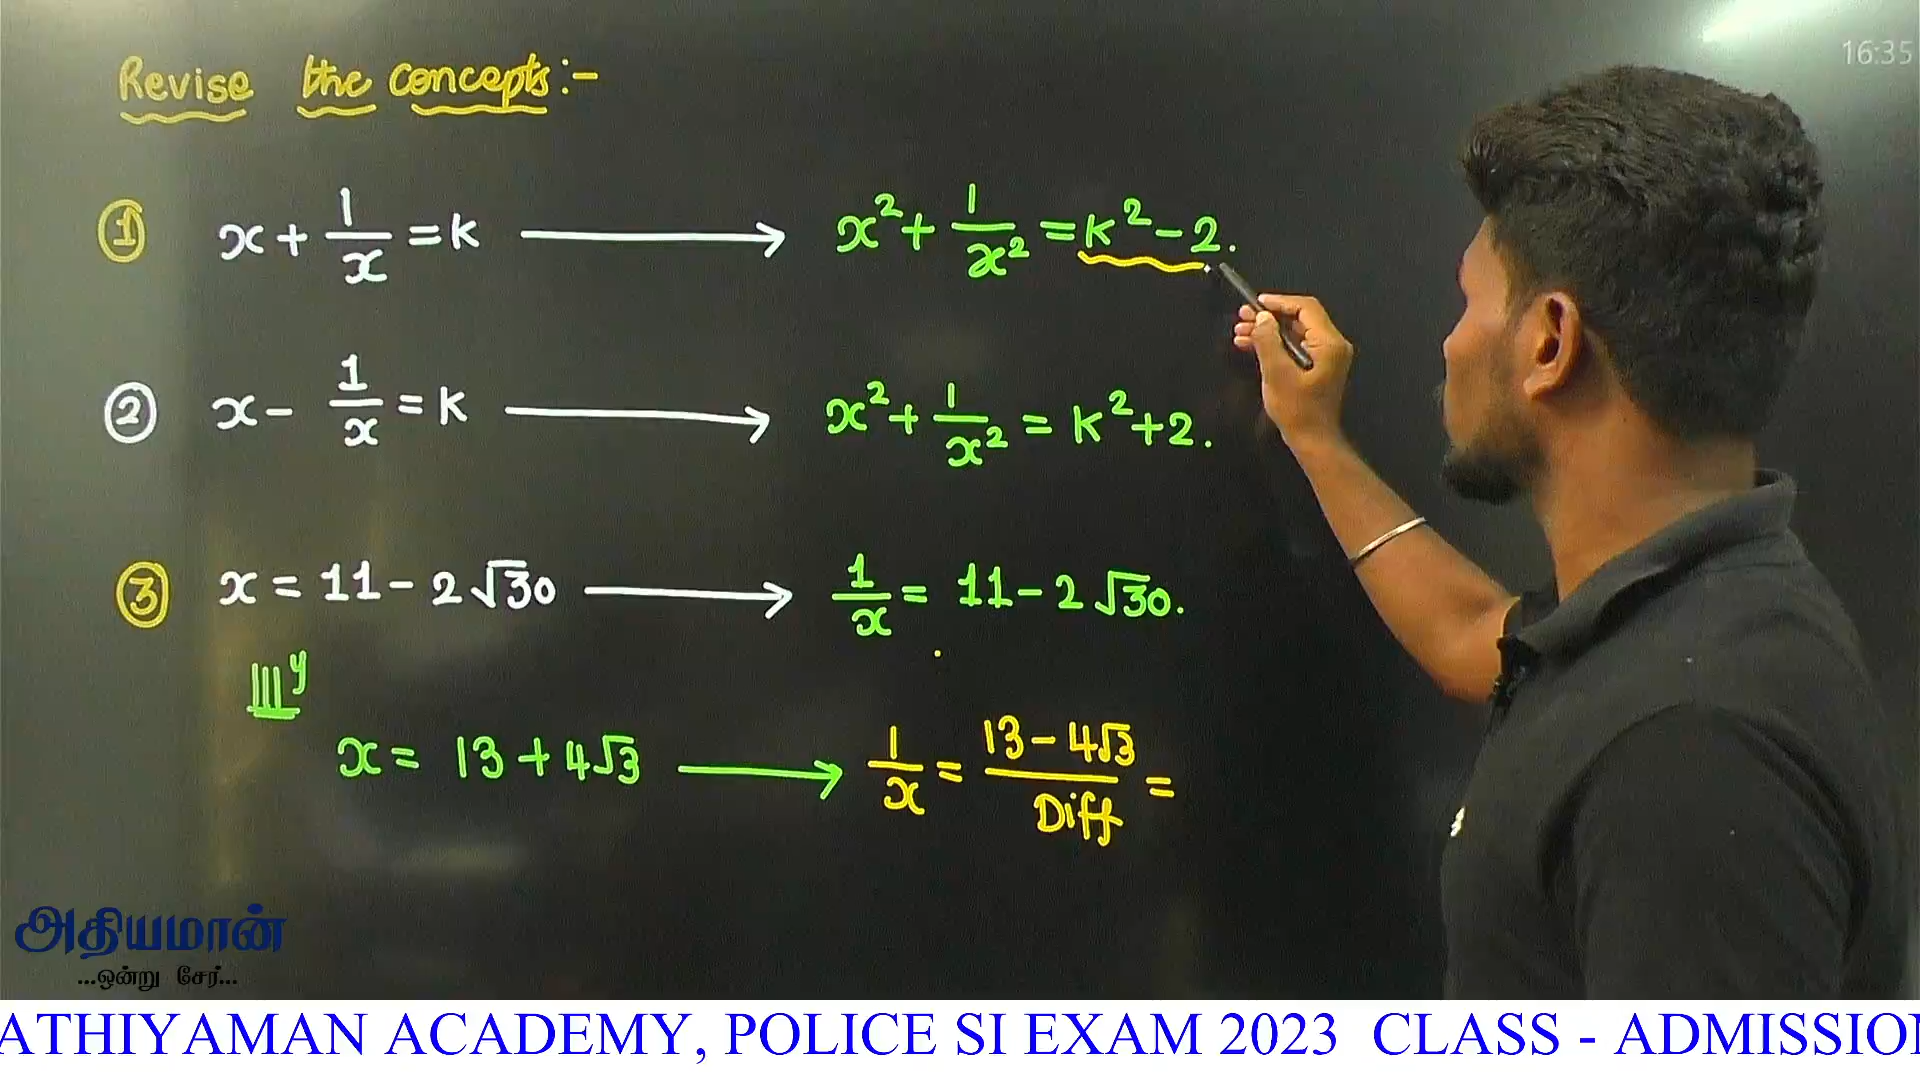 16:35
Revise the concepts:-
① x + 1/x = k ⟶ x² + 1/x² = k² - 2.
② x - 1/x = k ⟶ x² + 1/x² = k² + 2.
③ x = 11 - 2√30 ⟶ 1/x = 11 - 2√30.
lllʸ
x = 13 + 4√3 ⟶ 1/x = 13 - 4√3 / Diff =
அதியமான்
...ஒன்று சேர்...
ATHIYAMAN ACADEMY, POLICE SI EXAM 2023 CLASS - ADMISSION